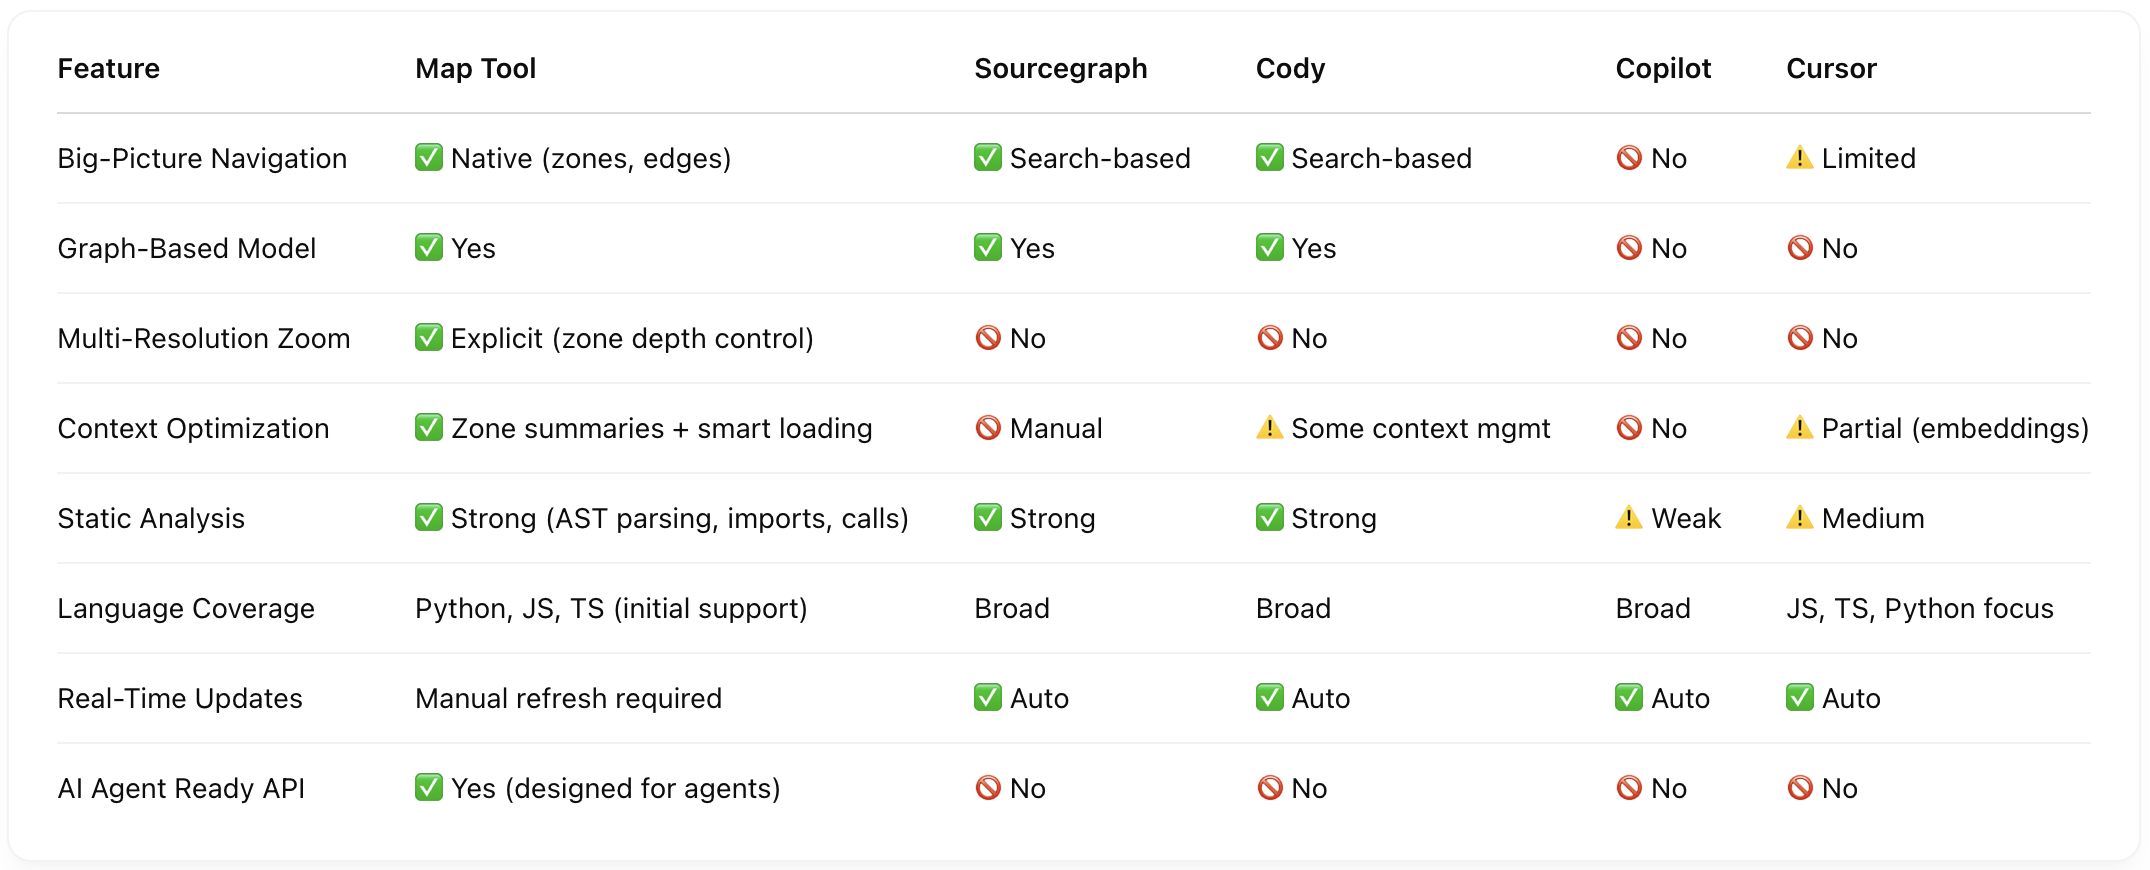 Feature Map Tool Sourcegraph Cody Copilot Cursor
Big-Picture Navigation ✅ Native (zones, edges) ✅ Search-based ✅ Search-based 🚫 No ⚠️ Limited
Graph-Based Model ✅ Yes ✅ Yes ✅ Yes 🚫 No 🚫 No
Multi-Resolution Zoom ✅ Explicit (zone depth control) 🚫 No 🚫 No 🚫 No 🚫 No
Context Optimization ✅ Zone summaries + smart loading 🚫 Manual ⚠️ Some context mgmt 🚫 No ⚠️ Partial (embeddings)
Static Analysis ✅ Strong (AST parsing, imports, calls) ✅ Strong ✅ Strong ⚠️ Weak ⚠️ Medium
Language Coverage Python, JS, TS (initial support) Broad Broad Broad JS, TS, Python focus
Real-Time Updates Manual refresh required ✅ Auto ✅ Auto ✅ Auto ✅ Auto
AI Agent Ready API ✅ Yes (designed for agents) 🚫 No 🚫 No 🚫 No 🚫 No